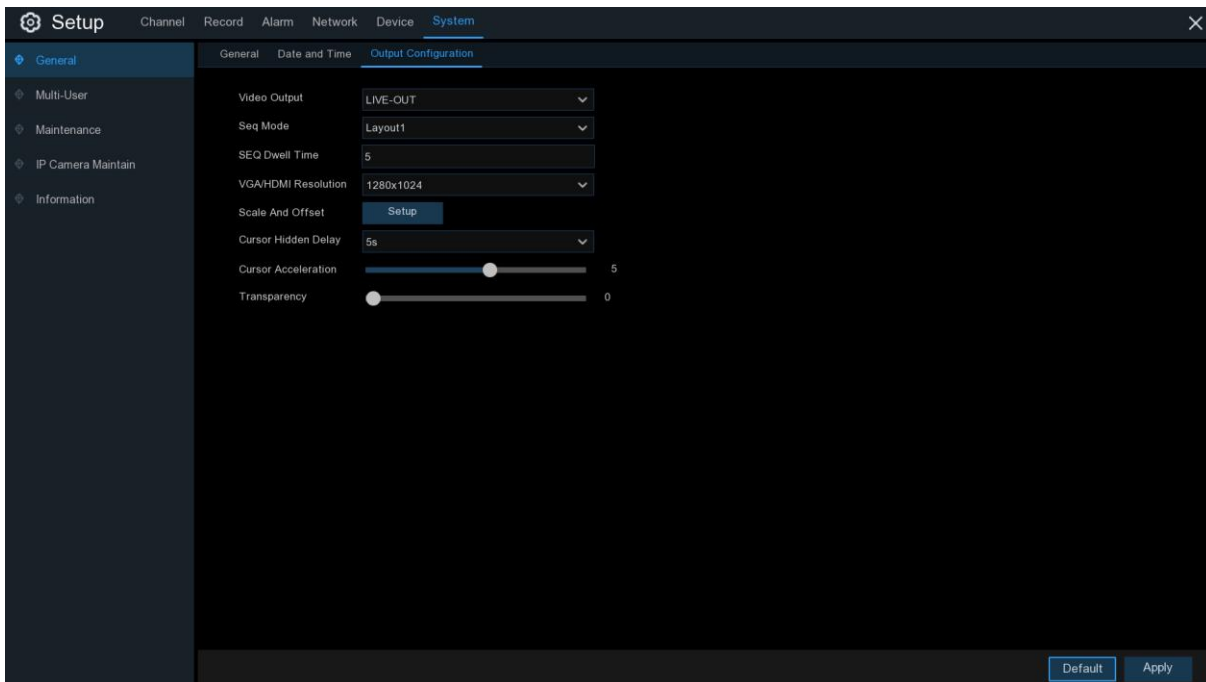 Setup Channel Record Alarm Network Device System
General
Multi-User
Maintenance
IP Camera Maintain
Information
General Date and Time Output Configuration
Video Output LIVE-OUT
Seq Mode Layout1
SEQ Dwell Time 5
VGA/HDMI Resolution 1280x1024
Scale And Offset Setup
Cursor Hidden Delay 5s
Cursor Acceleration 5
Transparency 0
Default Apply